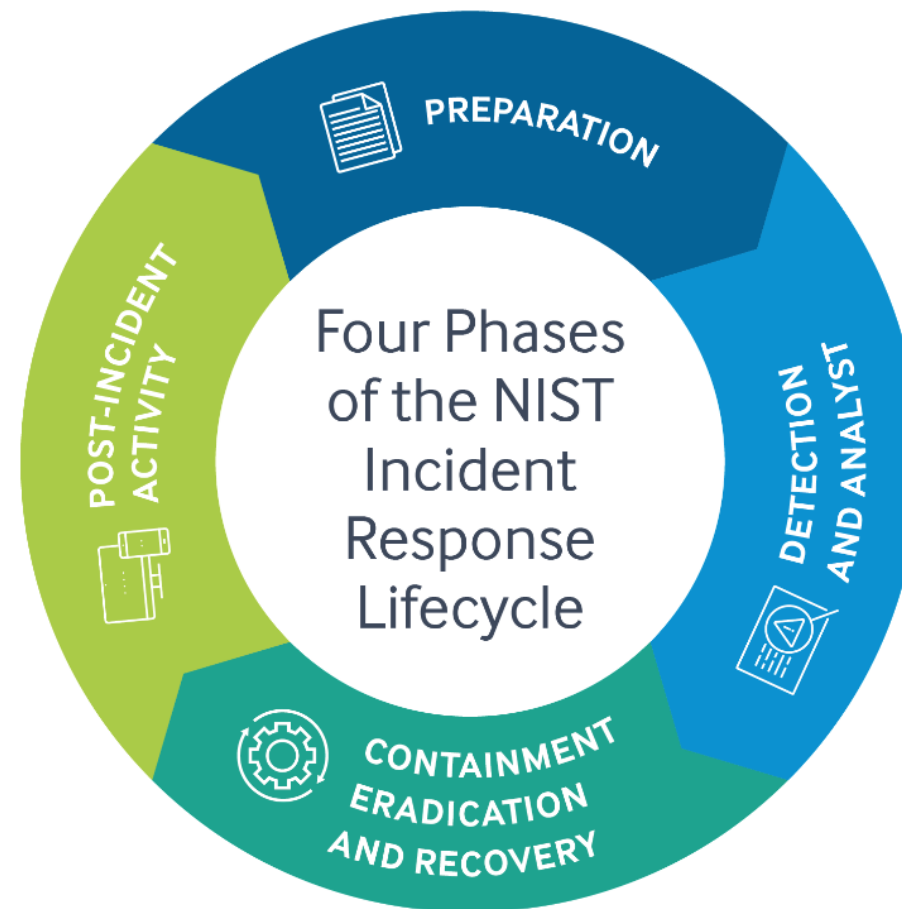 PREPARATION
DETECTION
AND ANALYST
CONTAINMENT
ERADICATION
AND RECOVERY
POST-INCIDENT
ACTIVITY
Four Phases
of the NIST
Incident
Response
Lifecycle